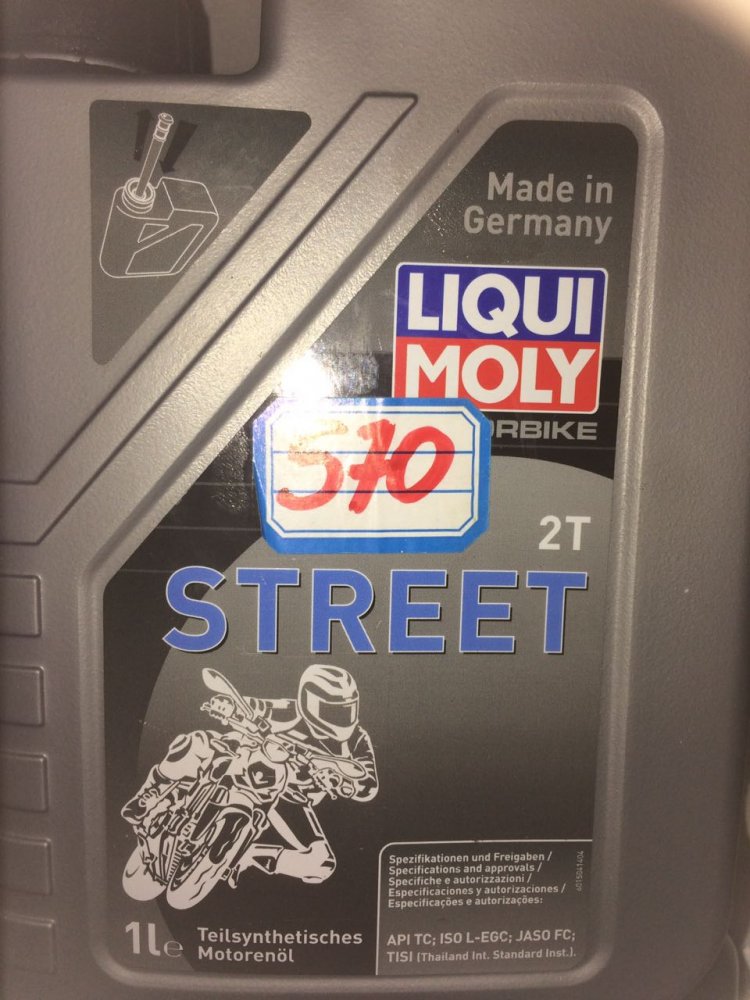 Made in
Germany
LIQUI
MOLY
RBIKE
570
2T
STREET
Spezifikationen und Freigaben /
Specifications and approvals /
Specifiche e autorizzazioni /
Especificaciones y autorizaciones /
Especificações e autorizações:
API TC; ISO L-EGC; JASO FC;
TISI (Thailand Int. Standard Inst.).
1L e
Teilsynthetisches
Motorenöl